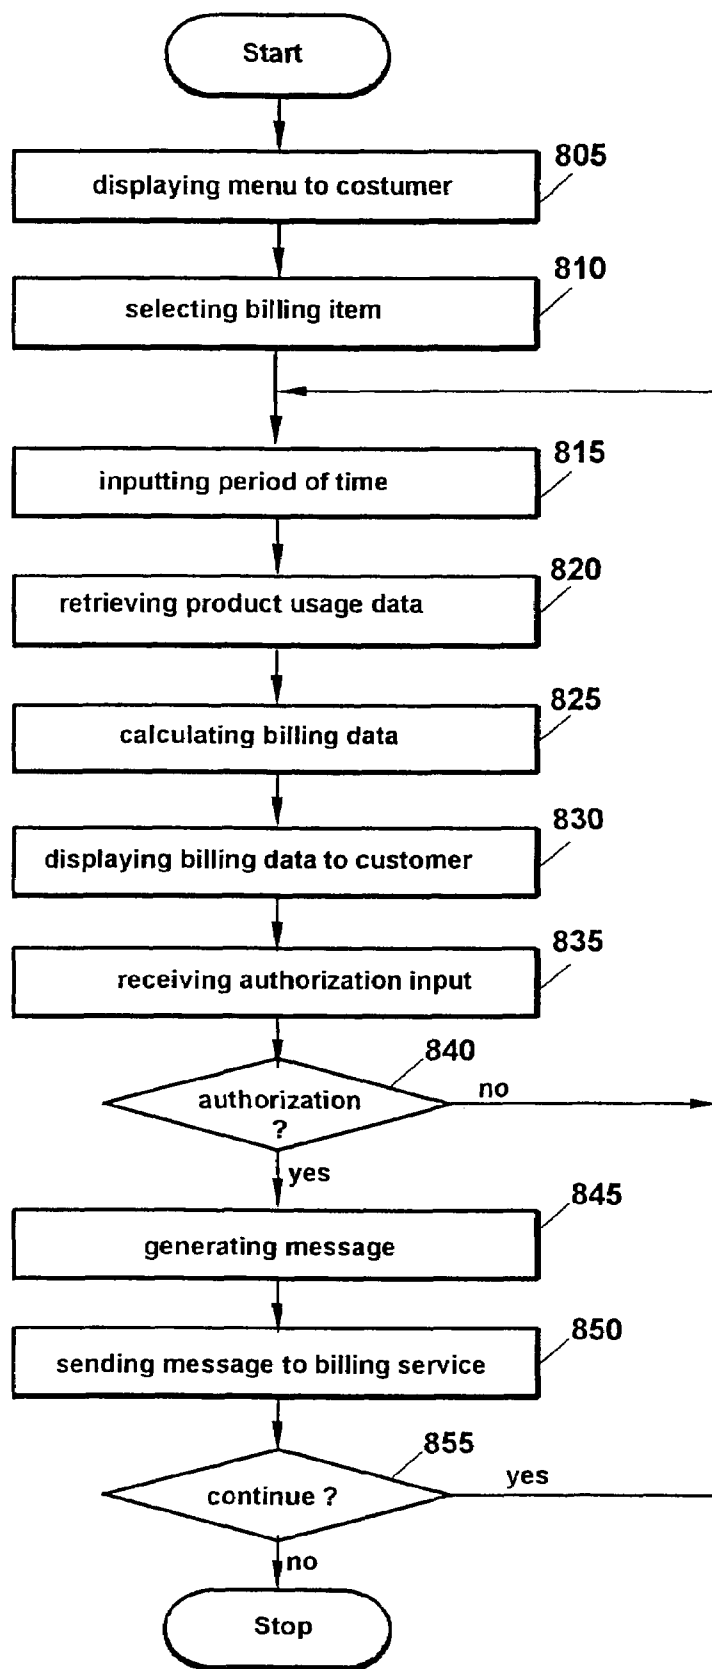 Start
805
displaying menu to costumer
810
selecting billing item
815
inputting period of time
820
retrieving product usage data
825
calculating billing data
830
displaying billing data to customer
835
receiving authorization input
840
authorization
?
no
yes
845
generating message
850
sending message to billing service
855
continue ?
yes
no
Stop